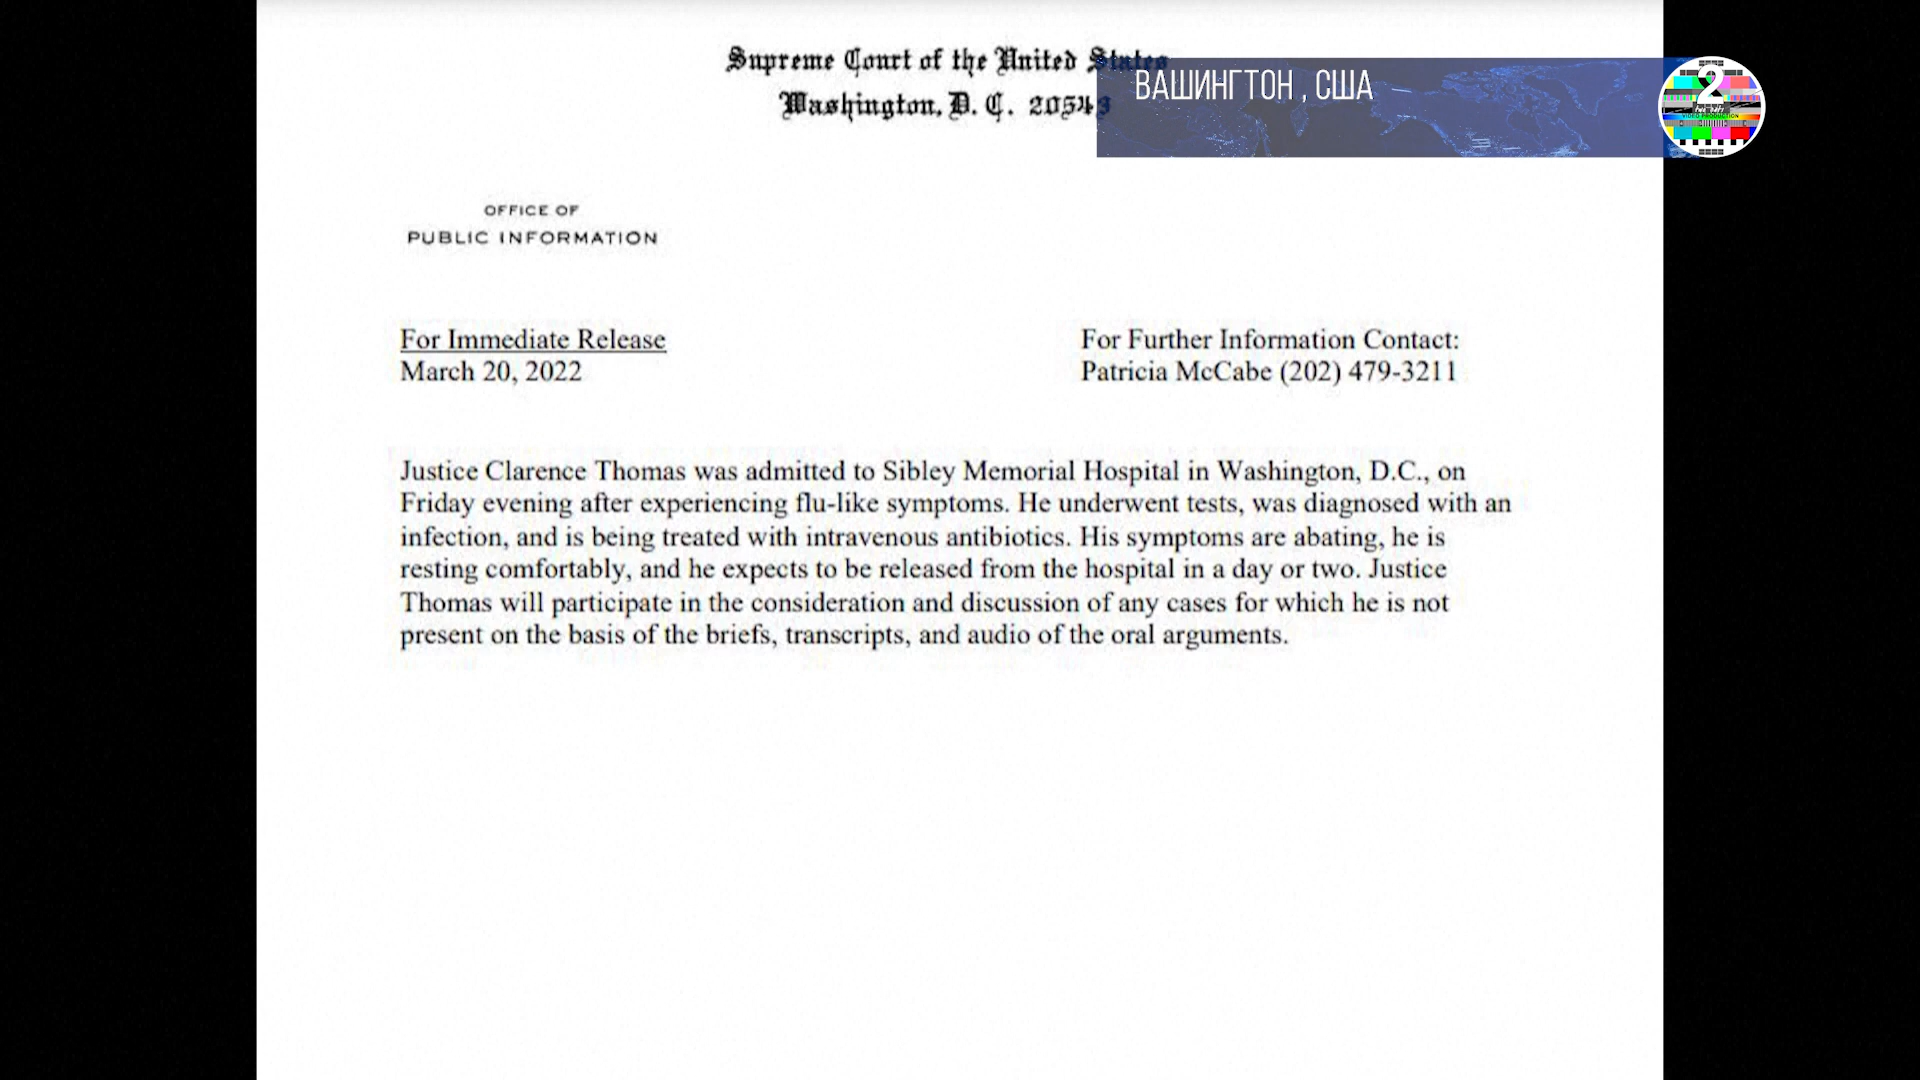 Supreme Court of the United States
Washington, D. C. 20543
ВАШИНГТОН , США
2
VIDEO PRODUCTION
OFFICE OF
PUBLIC INFORMATION
For Immediate Release
March 20, 2022
For Further Information Contact:
Patricia McCabe (202) 479-3211
Justice Clarence Thomas was admitted to Sibley Memorial Hospital in Washington, D.C., on
Friday evening after experiencing flu-like symptoms. He underwent tests, was diagnosed with an
infection, and is being treated with intravenous antibiotics. His symptoms are abating, he is
resting comfortably, and he expects to be released from the hospital in a day or two. Justice
Thomas will participate in the consideration and discussion of any cases for which he is not
present on the basis of the briefs, transcripts, and audio of the oral arguments.